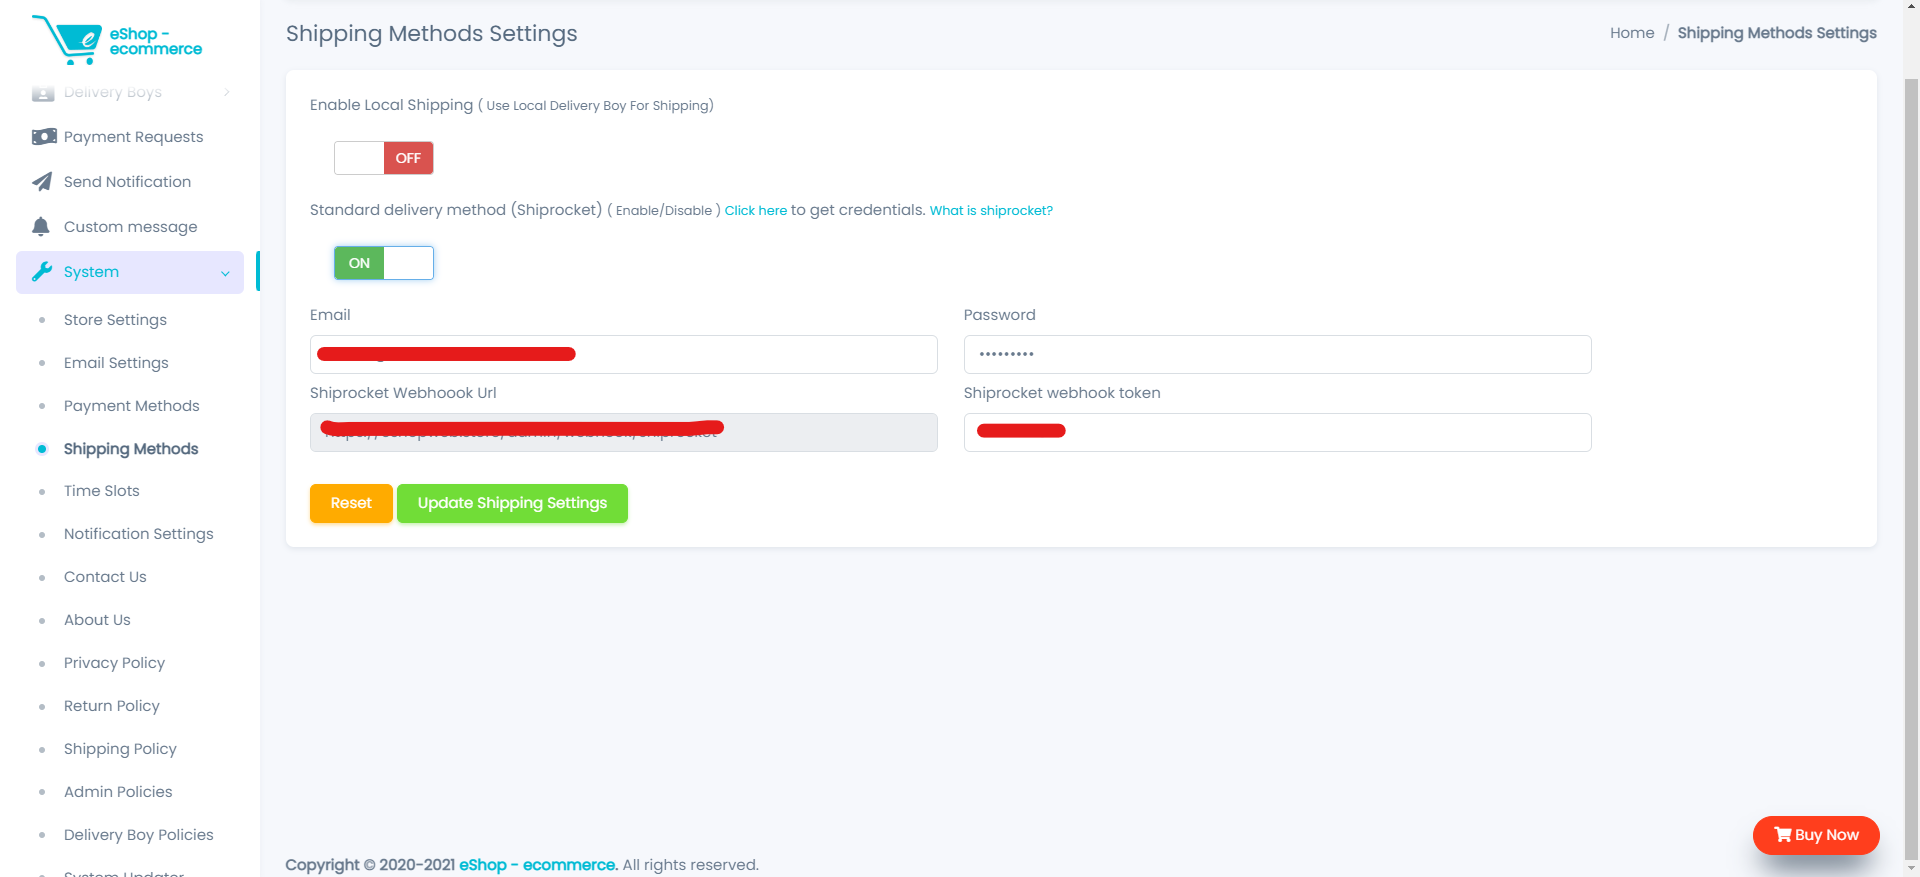 eShop -
ecommerce
Delivery Boys
Payment Requests
Send Notification
Custom message
System
Store Settings
Email Settings
Payment Methods
Shipping Methods
Time Slots
Notification Settings
Contact Us
About Us
Privacy Policy
Return Policy
Shipping Policy
Admin Policies
Delivery Boy Policies
System Updater
Shipping Methods Settings
Home / Shipping Methods Settings
Enable Local Shipping ( Use Local Delivery Boy For Shipping)
OFF
Standard delivery method (Shiprocket) ( Enable/Disable ) Click here to get credentials. What is shiprocket?
ON
Email
Password
•••••••••
Shiprocket Webhoook Url
Shiprocket webhook token
Reset
Update Shipping Settings
Buy Now
Copyright © 2020-2021 eShop - ecommerce. All rights reserved.